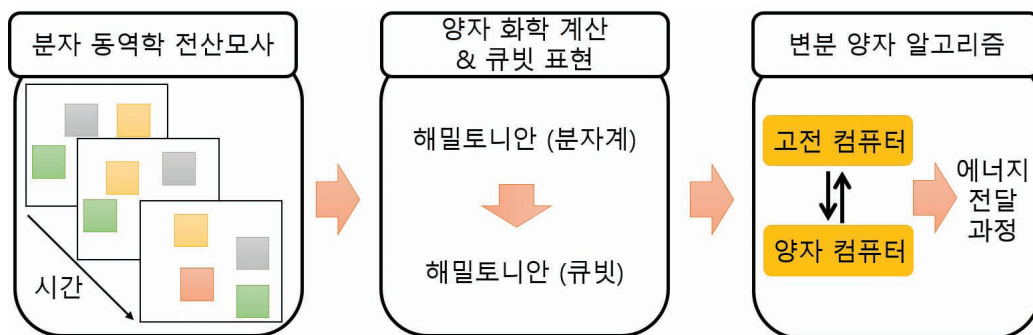 분자 동역학 전산모사
시간
양자 화학 계산
& 큐빗 표현
해밀토니안 (분자계)
해밀토니안 (큐빗)
변분 양자 알고리즘
고전 컴퓨터
양자 컴퓨터
에너지
전달
과정